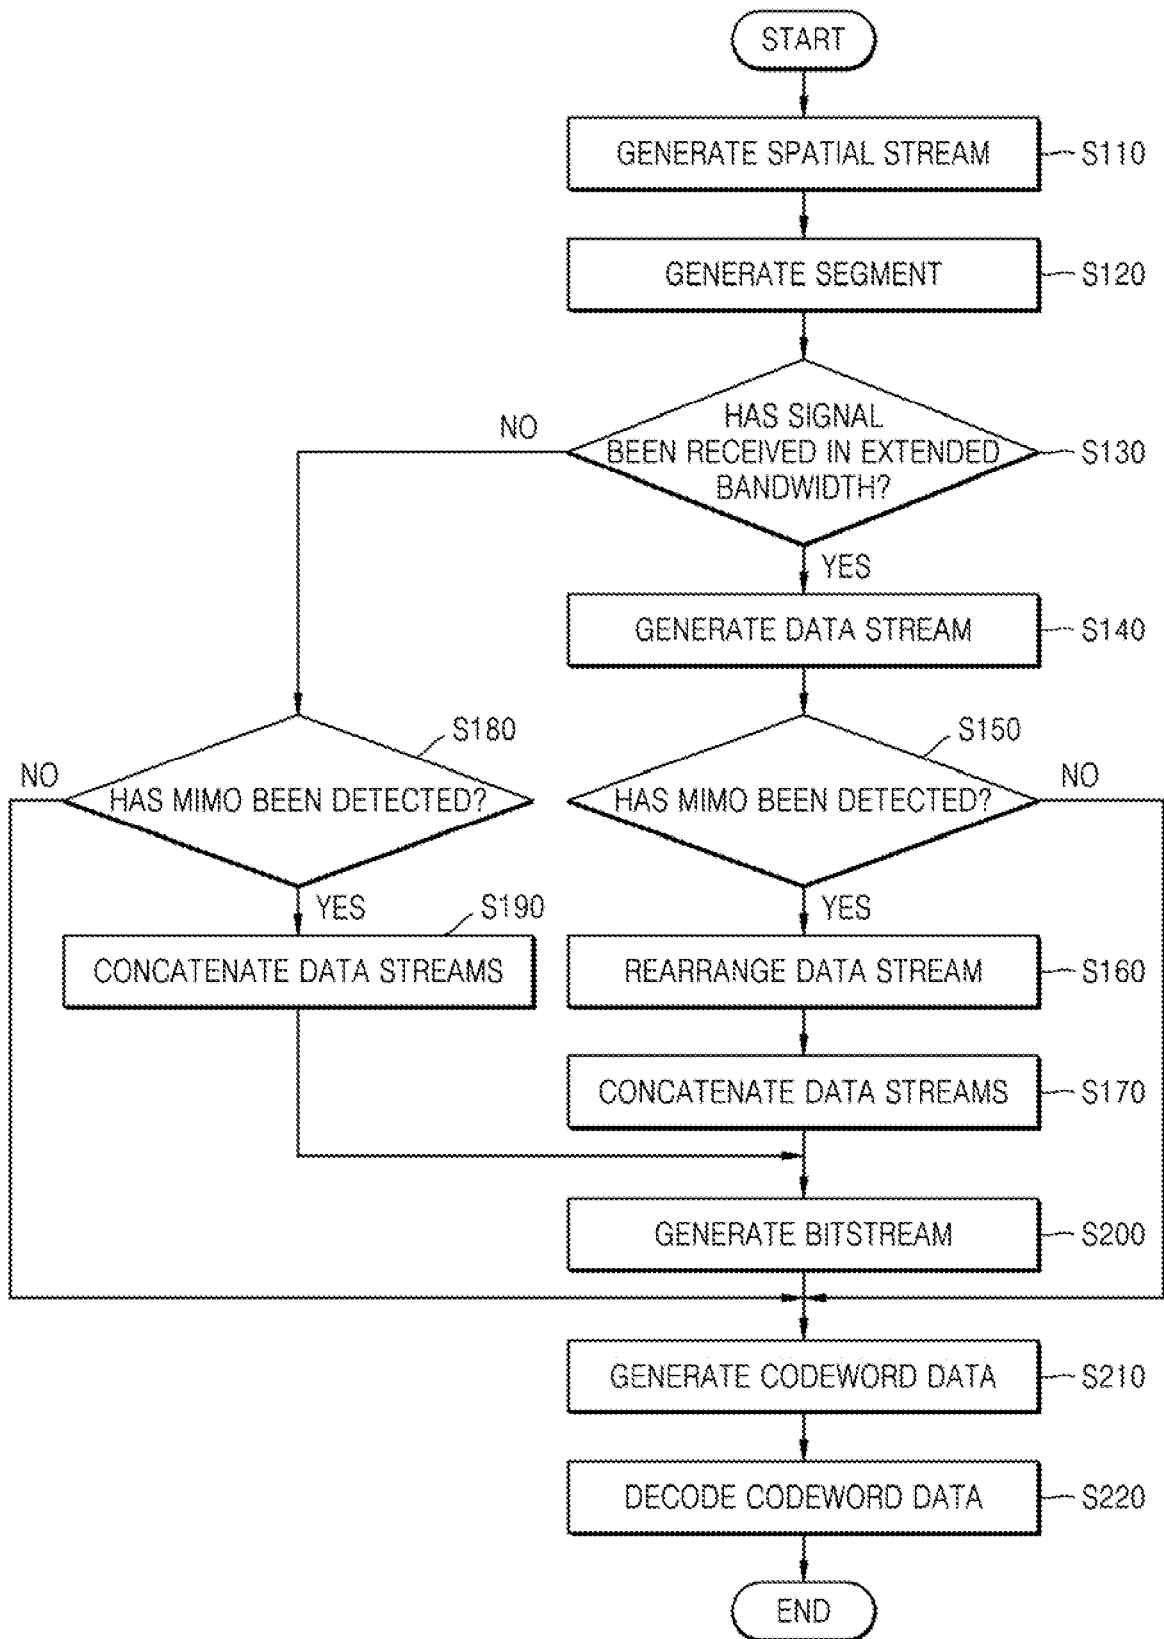 START
GENERATE SPATIAL STREAM
S110
GENERATE SEGMENT
S120
HAS SIGNAL
BEEN RECEIVED IN EXTENDED
BANDWIDTH?
S130
NO
YES
GENERATE DATA STREAM
S140
S180
S150
NO
HAS MIMO BEEN DETECTED?
HAS MIMO BEEN DETECTED?
NO
YES
S190
YES
CONCATENATE DATA STREAMS
REARRANGE DATA STREAM
S160
CONCATENATE DATA STREAMS
S170
GENERATE BITSTREAM
S200
GENERATE CODEWORD DATA
S210
DECODE CODEWORD DATA
S220
END